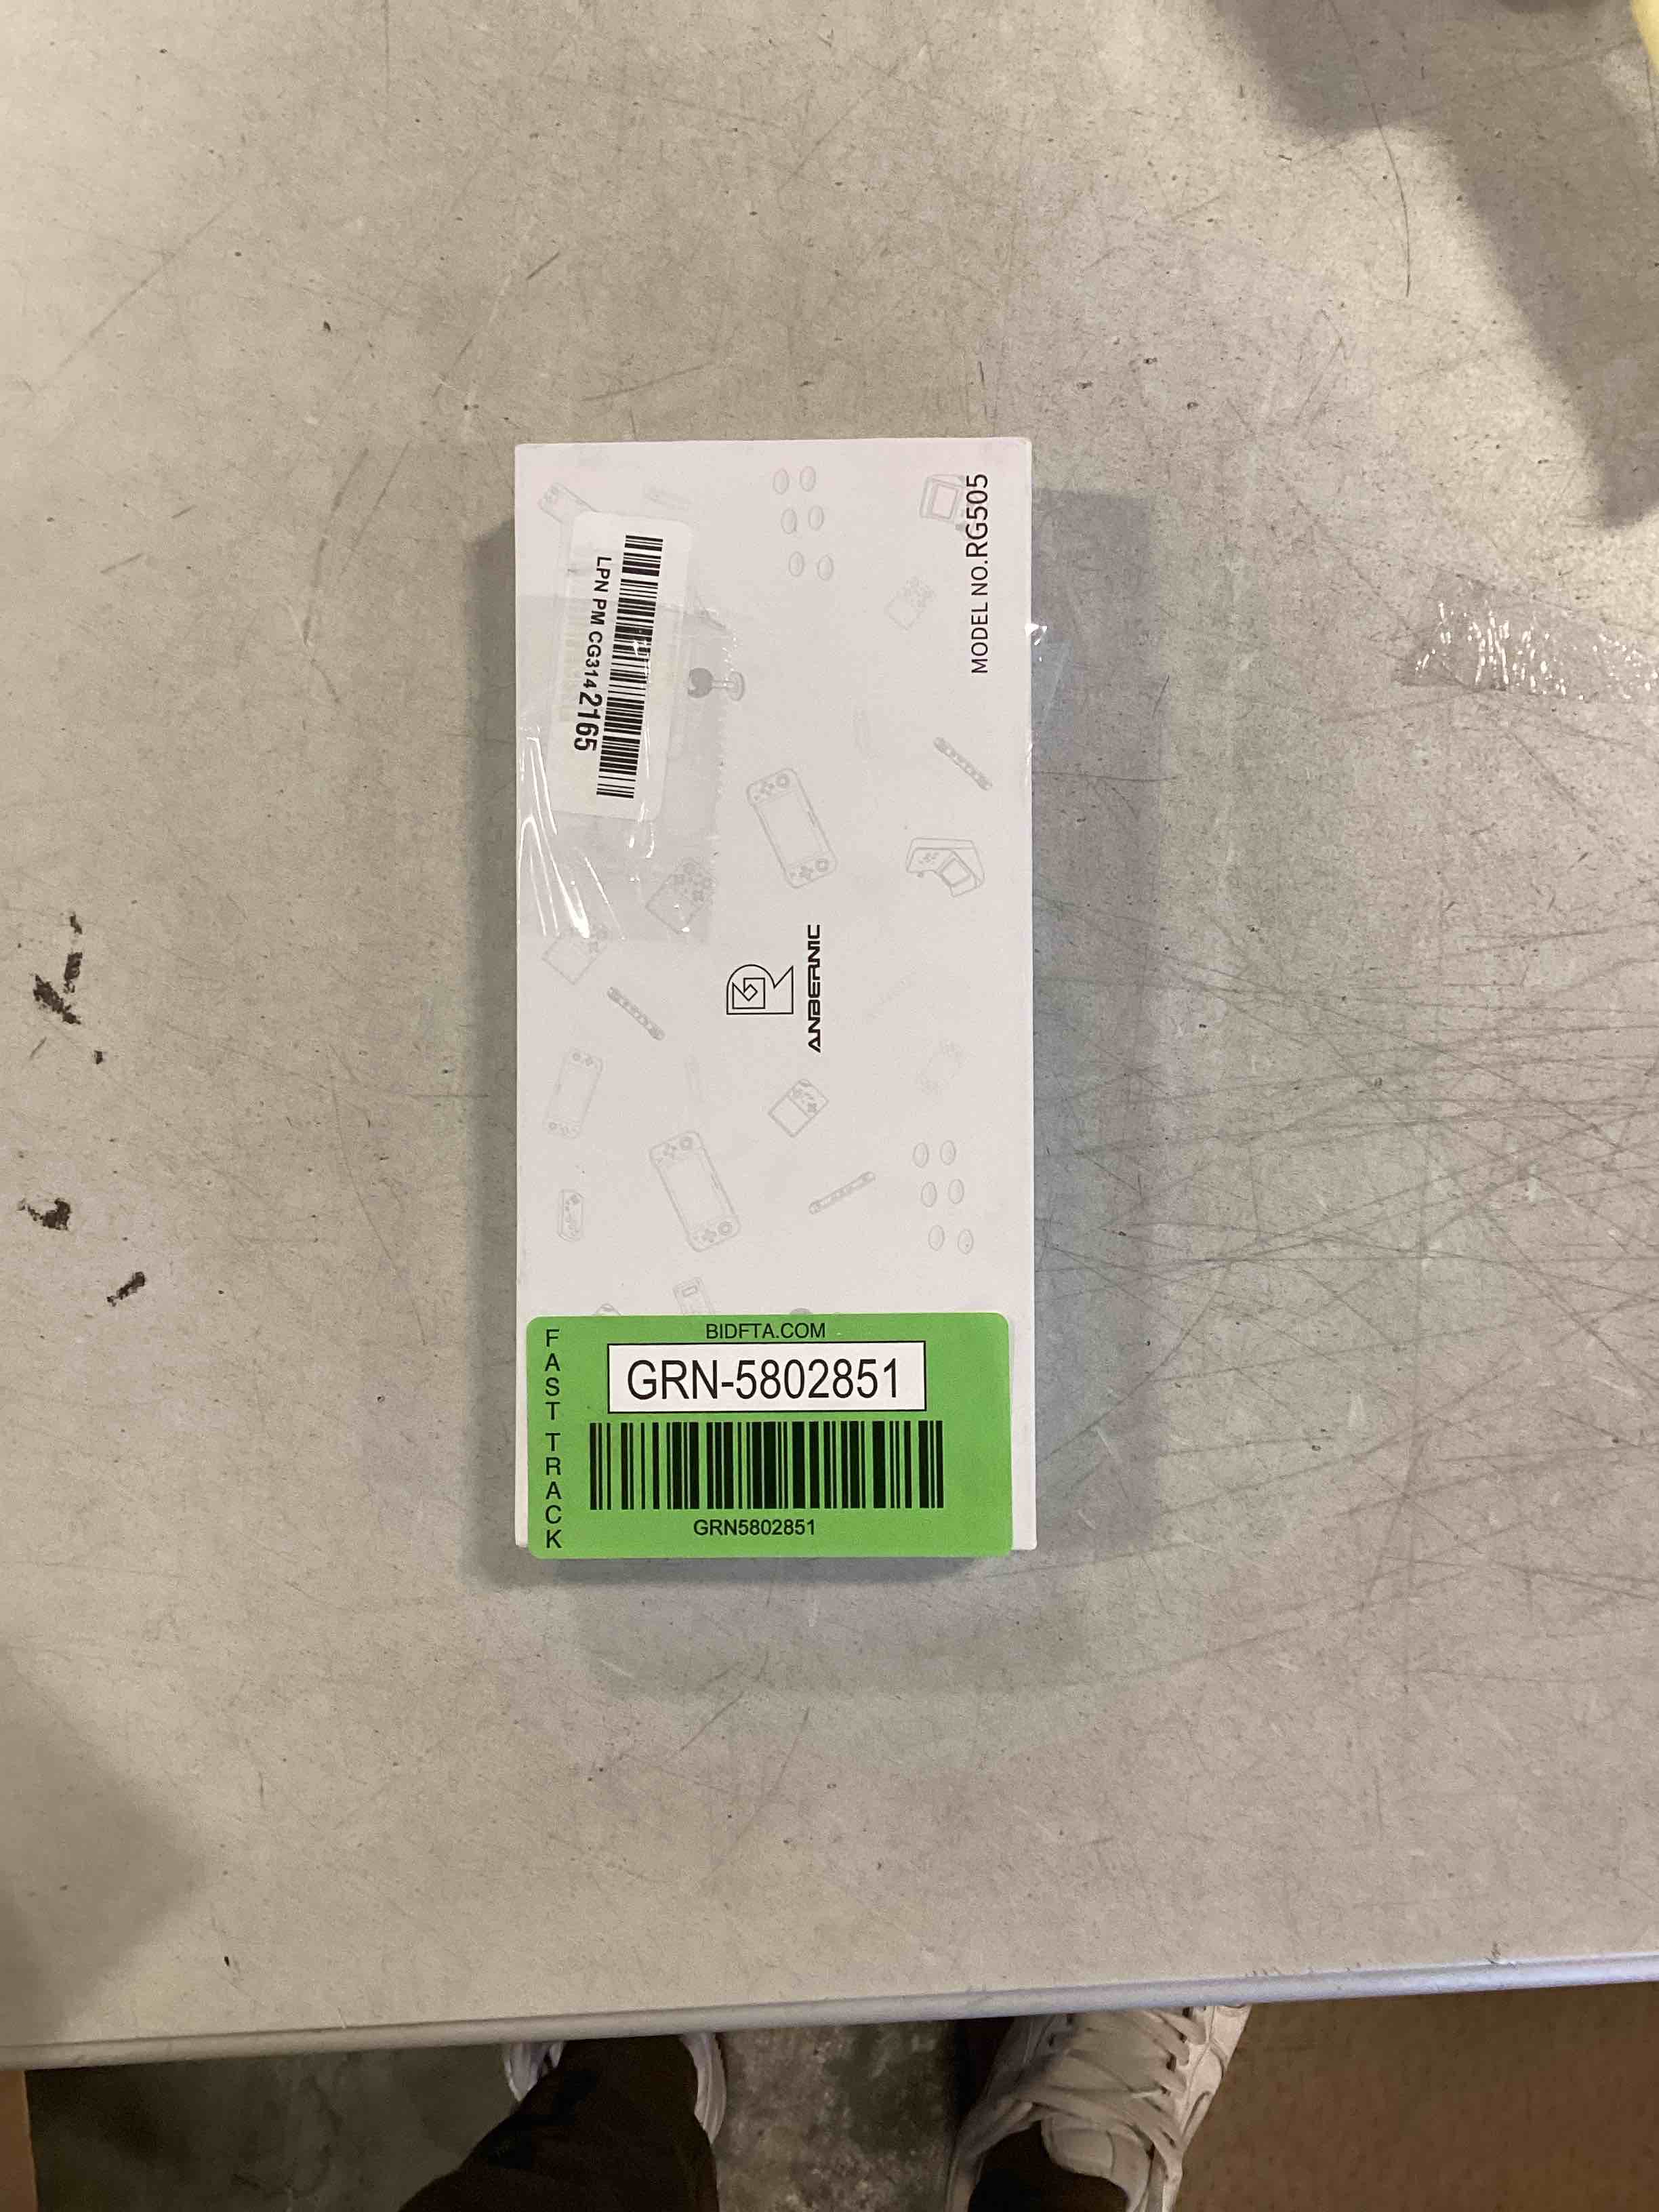 MODEL NO.RG505
LPN PM CG3142165
ANBERNIC
BIDFTA.COM
FAST TRACK
GRN-5802851
GRN5802851